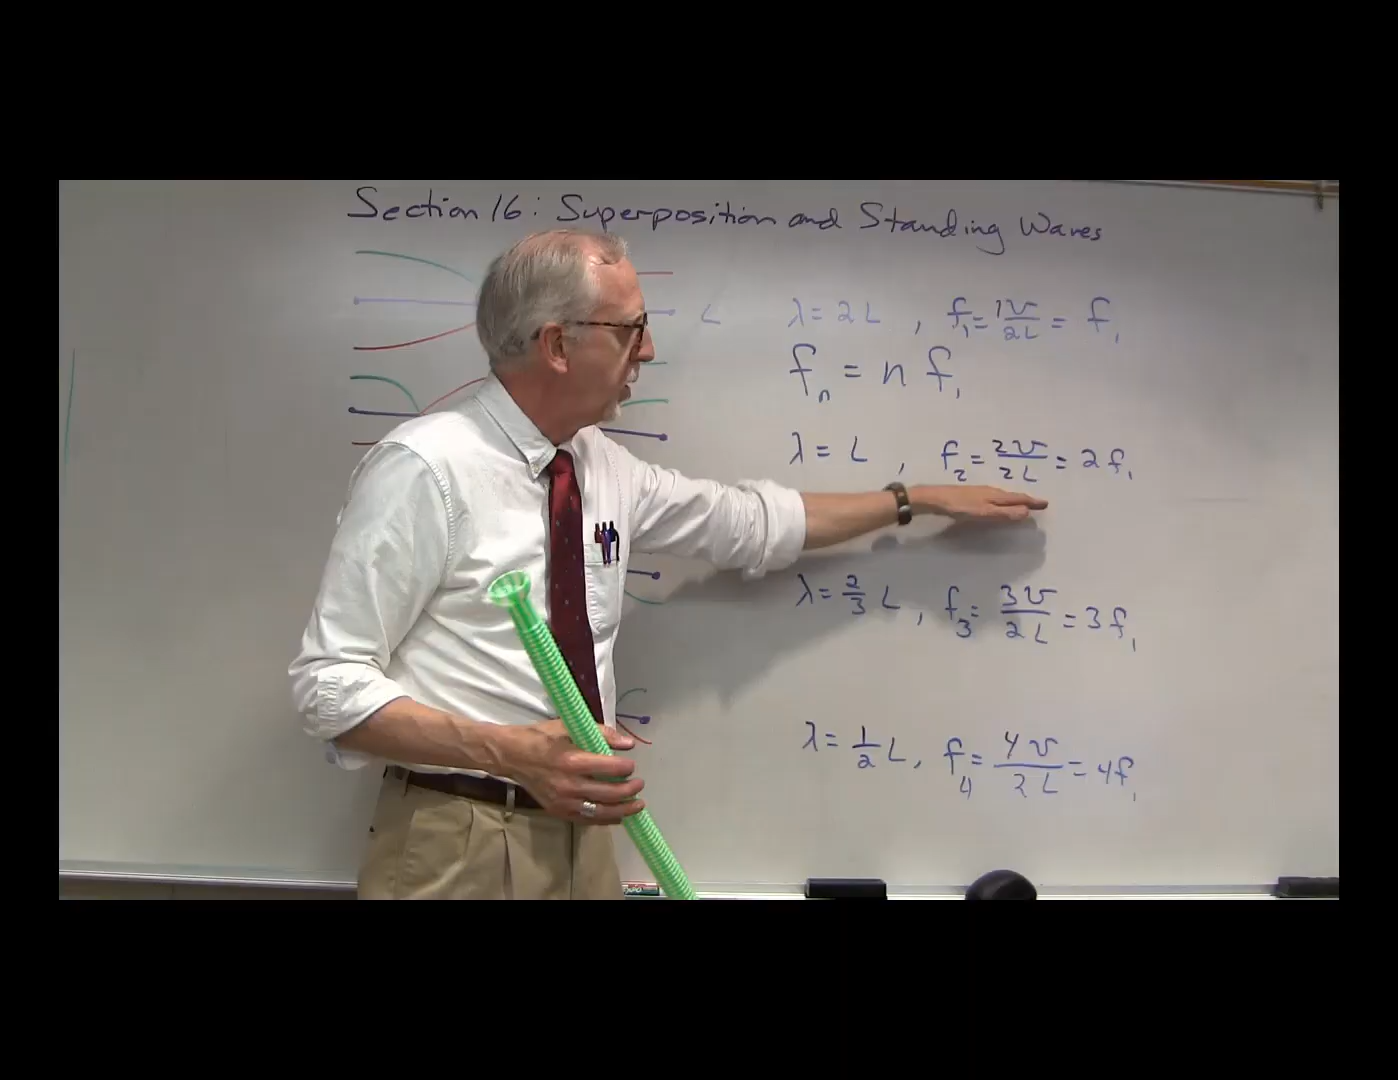 Section 16: Superposition and Standing Waves
L λ = 2L , f₁ = 1v/2L = f₁
fₙ = n f₁
λ = L , f₂ = 2v/2L = 2f₁
λ = 2/3 L , f₃ = 3v/2L = 3f₁
λ = 1/2 L , f₄ = 4v/2L = 4f₁